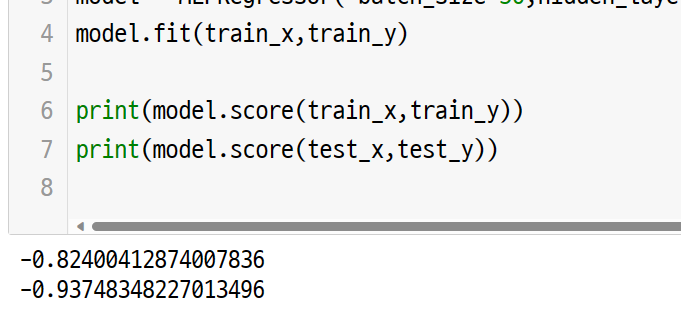 4 model.fit(train_x,train_y)
5
6 print(model.score(train_x,train_y))
7 print(model.score(test_x,test_y))
8
-0.82400412874007836
-0.93748348227013496